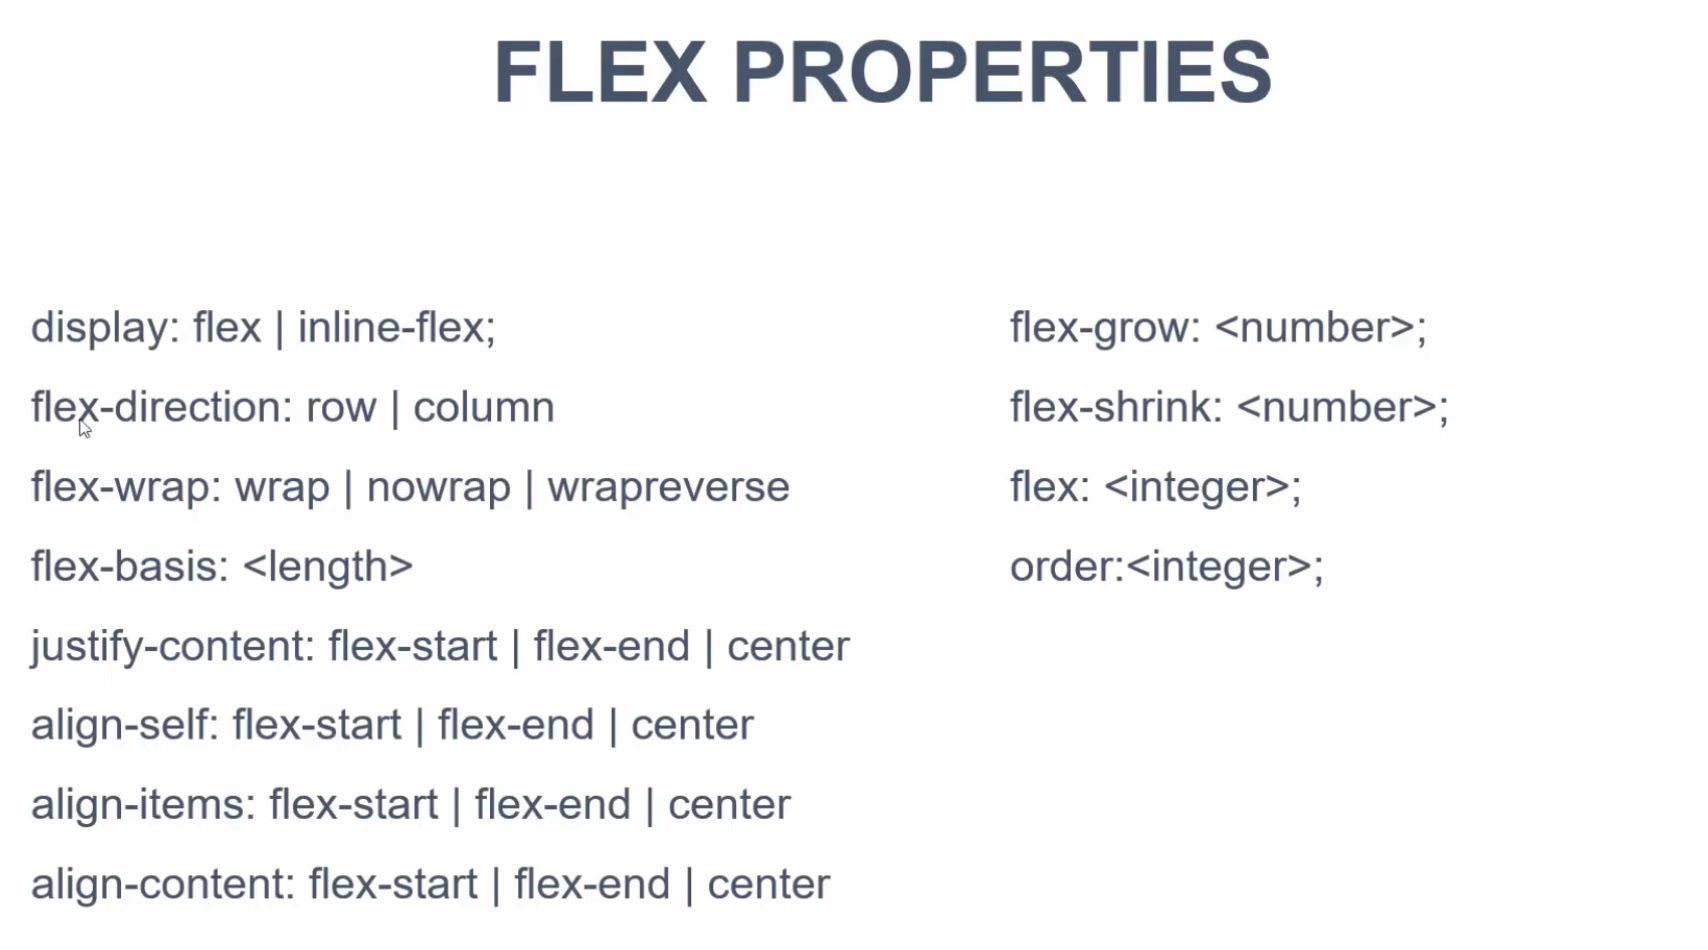 FLEX PROPERTIES
display: flex | inline-flex;
flex-direction: row | column
flex-wrap: wrap | nowrap | wrapreverse
flex-basis: <length>
justify-content: flex-start | flex-end | center
align-self: flex-start | flex-end | center
align-items: flex-start | flex-end | center
align-content: flex-start | flex-end | center
flex-grow: <number>;
flex-shrink: <number>;
flex: <integer>;
order:<integer>;